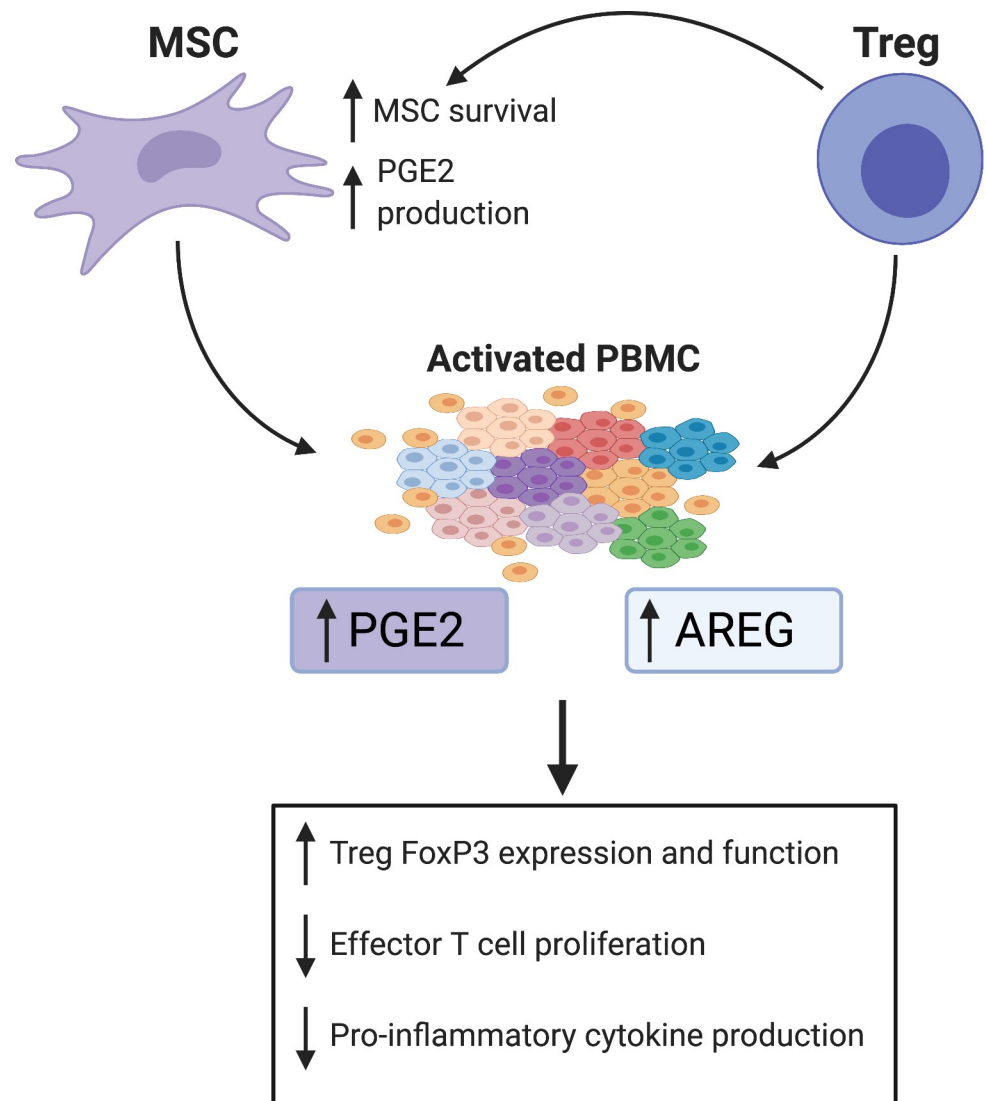 MSC
Treg
MSC survival
PGE2
production
Activated PBMC
PGE2
AREG
Treg FoxP3 expression and function
Effector T cell proliferation
Pro-inflammatory cytokine production